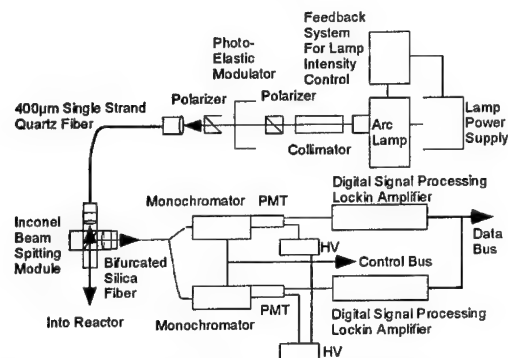 Feedback
System
For Lamp
Intensity
Control
Photo-
Elastic
Modulator
Polarizer
Polarizer
400µm Single Strand
Quartz Fiber
Arc
Lamp
Lamp
Power
Supply
Collimator
Digital Signal Processing
Lockin Amplifier
Monochromator
PMT
Inconel
Beam
Spitting
Module
Bifurcated
Silica
Fiber
HV
Data
Bus
Control Bus
Into Reactor
Monochromator
PMT
Digital Signal Processing
Lockin Amplifier
HV